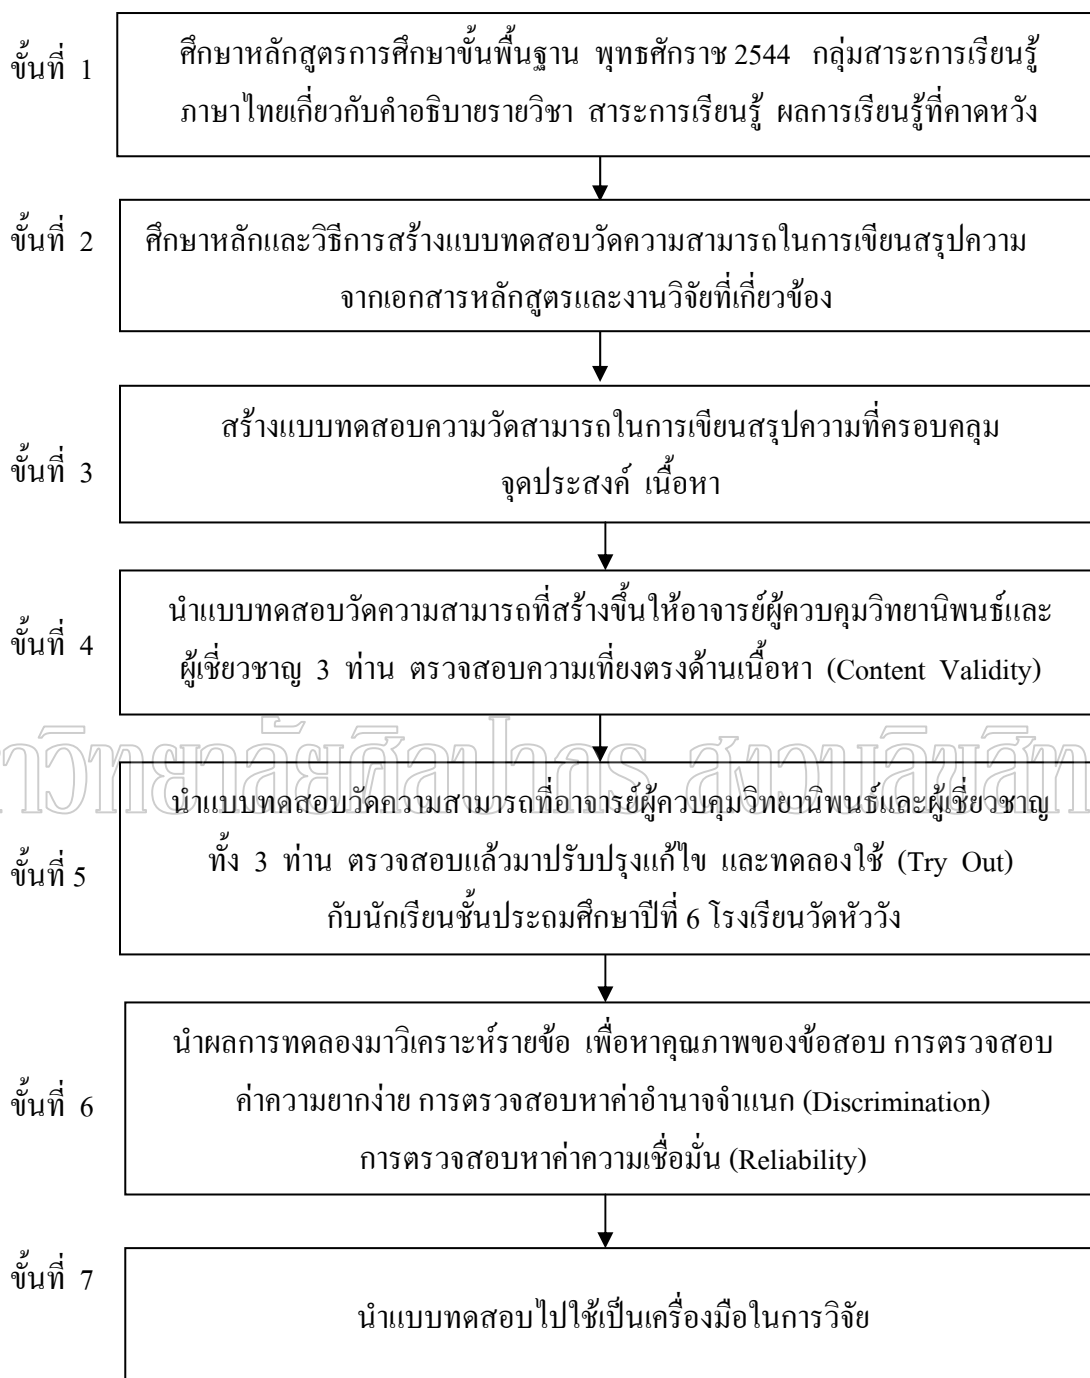 ขั้นที่ 1
ศึกษาหลักสูตรการศึกษาขั้นพื้นฐาน พุทธศักราช 2544 กลุ่มสาระการเรียนรู้
ภาษาไทยเกี่ยวกับคำอธิบายรายวิชา สาระการเรียนรู้ ผลการเรียนรู้ที่คาดหวัง
ขั้นที่ 2
ศึกษาหลักและวิธีการสร้างแบบทดสอบวัดความสามารถในการเขียนสรุปความ
จากเอกสารหลักสูตรและงานวิจัยที่เกี่ยวข้อง
ขั้นที่ 3
สร้างแบบทดสอบความวัดสามารถในการเขียนสรุปความที่ครอบคลุม
จุดประสงค์ เนื้อหา
ขั้นที่ 4
นำแบบทดสอบวัดความสามารถที่สร้างขึ้นให้อาจารย์ผู้ควบคุมวิทยานิพนธ์และ
ผู้เชี่ยวชาญ 3 ท่าน ตรวจสอบความเที่ยงตรงด้านเนื้อหา (Content Validity)
าวิทยาลัยศิลปากร สงวนลิขสิท
ขั้นที่ 5
นำแบบทดสอบวัดความสามารถที่อาจารย์ผู้ควบคุมวิทยานิพนธ์และผู้เชี่ยวชาญ
ทั้ง 3 ท่าน ตรวจสอบแล้วมาปรับปรุงแก้ไข และทดลองใช้ (Try Out)
กับนักเรียนชั้นประถมศึกษาปีที่ 6 โรงเรียนวัดหัววัง
ขั้นที่ 6
นำผลการทดลองมาวิเคราะห์รายข้อ เพื่อหาคุณภาพของข้อสอบ การตรวจสอบ
ค่าความยากง่าย การตรวจสอบหาค่าอำนาจจำแนก (Discrimination)
การตรวจสอบหาค่าความเชื่อมั่น (Reliability)
ขั้นที่ 7
นำแบบทดสอบไปใช้เป็นเครื่องมือในการวิจัย